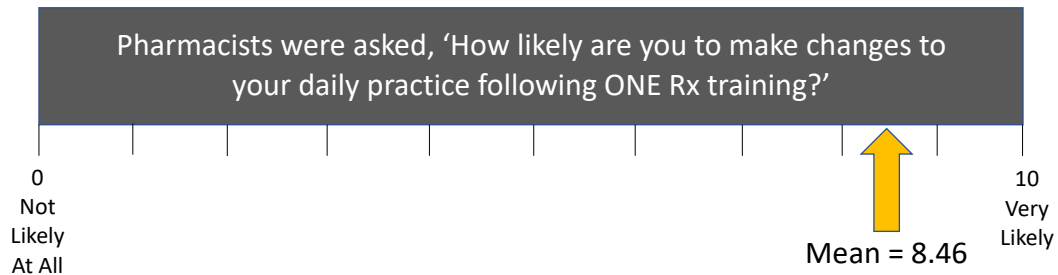 Pharmacists were asked, ‘How likely are you to make changes to
your daily practice following ONE Rx training?’
0
Not
Likely
At All
10
Very
Likely
Mean = 8.46